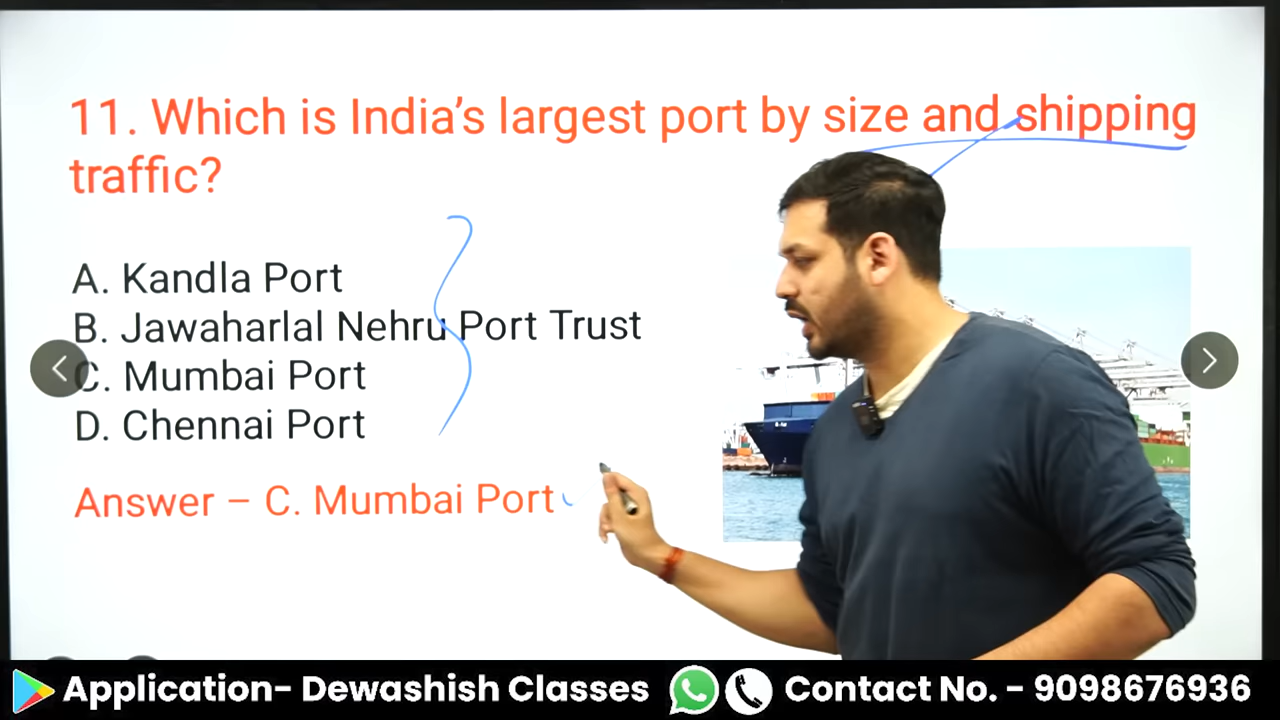 11. Which is India's largest port by size and shipping
traffic?
A. Kandla Port
B. Jawaharlal Nehru Port Trust
C. Mumbai Port
D. Chennai Port
Answer – C. Mumbai Port
Application- Dewashish Classes
Contact No. - 9098676936